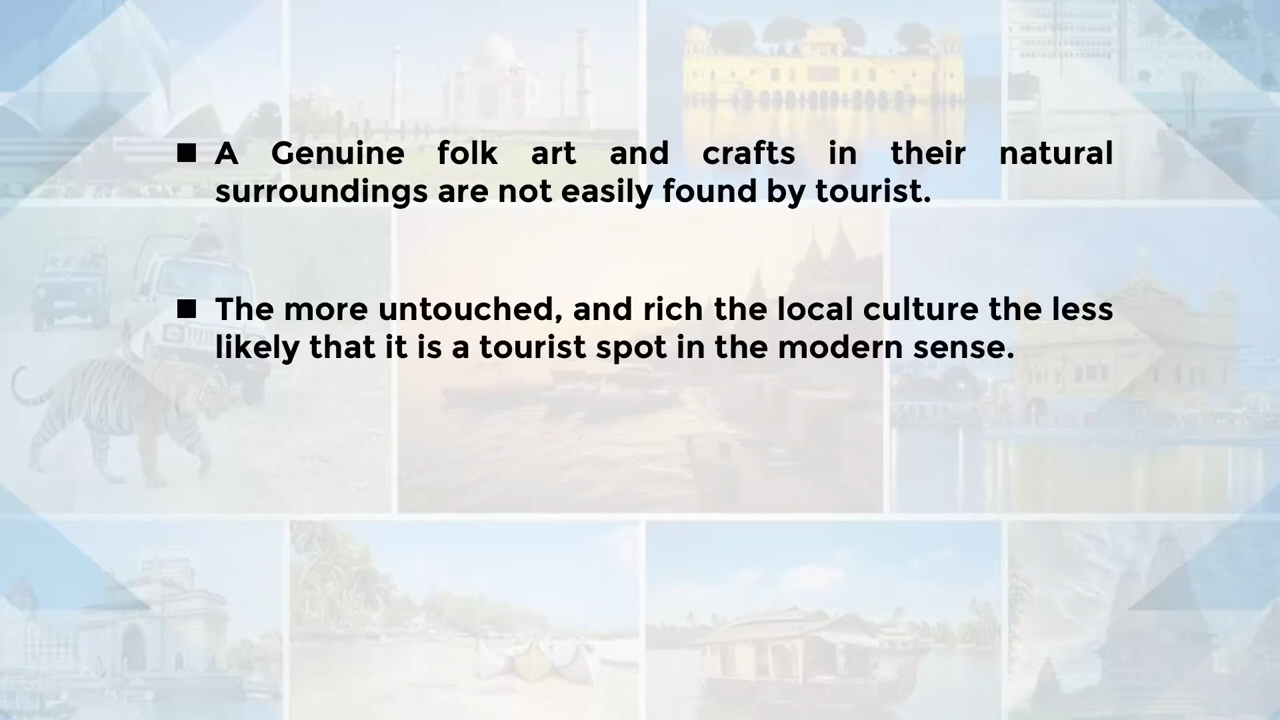 ■ A Genuine folk art and crafts in their natural
surroundings are not easily found by tourist.
■ The more untouched, and rich the local culture the less
likely that it is a tourist spot in the modern sense.